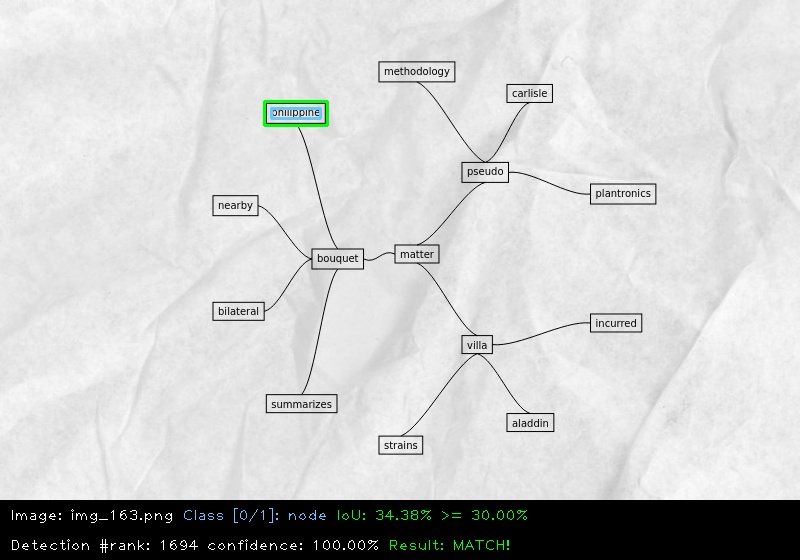 methodology
carlisle
philippine
pseudo
plantronics
nearby
matter
bouquet
bilateral
incurred
villa
summarizes
aladdin
strains
Image: img_163.png Class [0/1]: node IoU: 34.38% >= 30.00%
Detection #rank: 1694 confidence: 100.00% Result: MATCH!